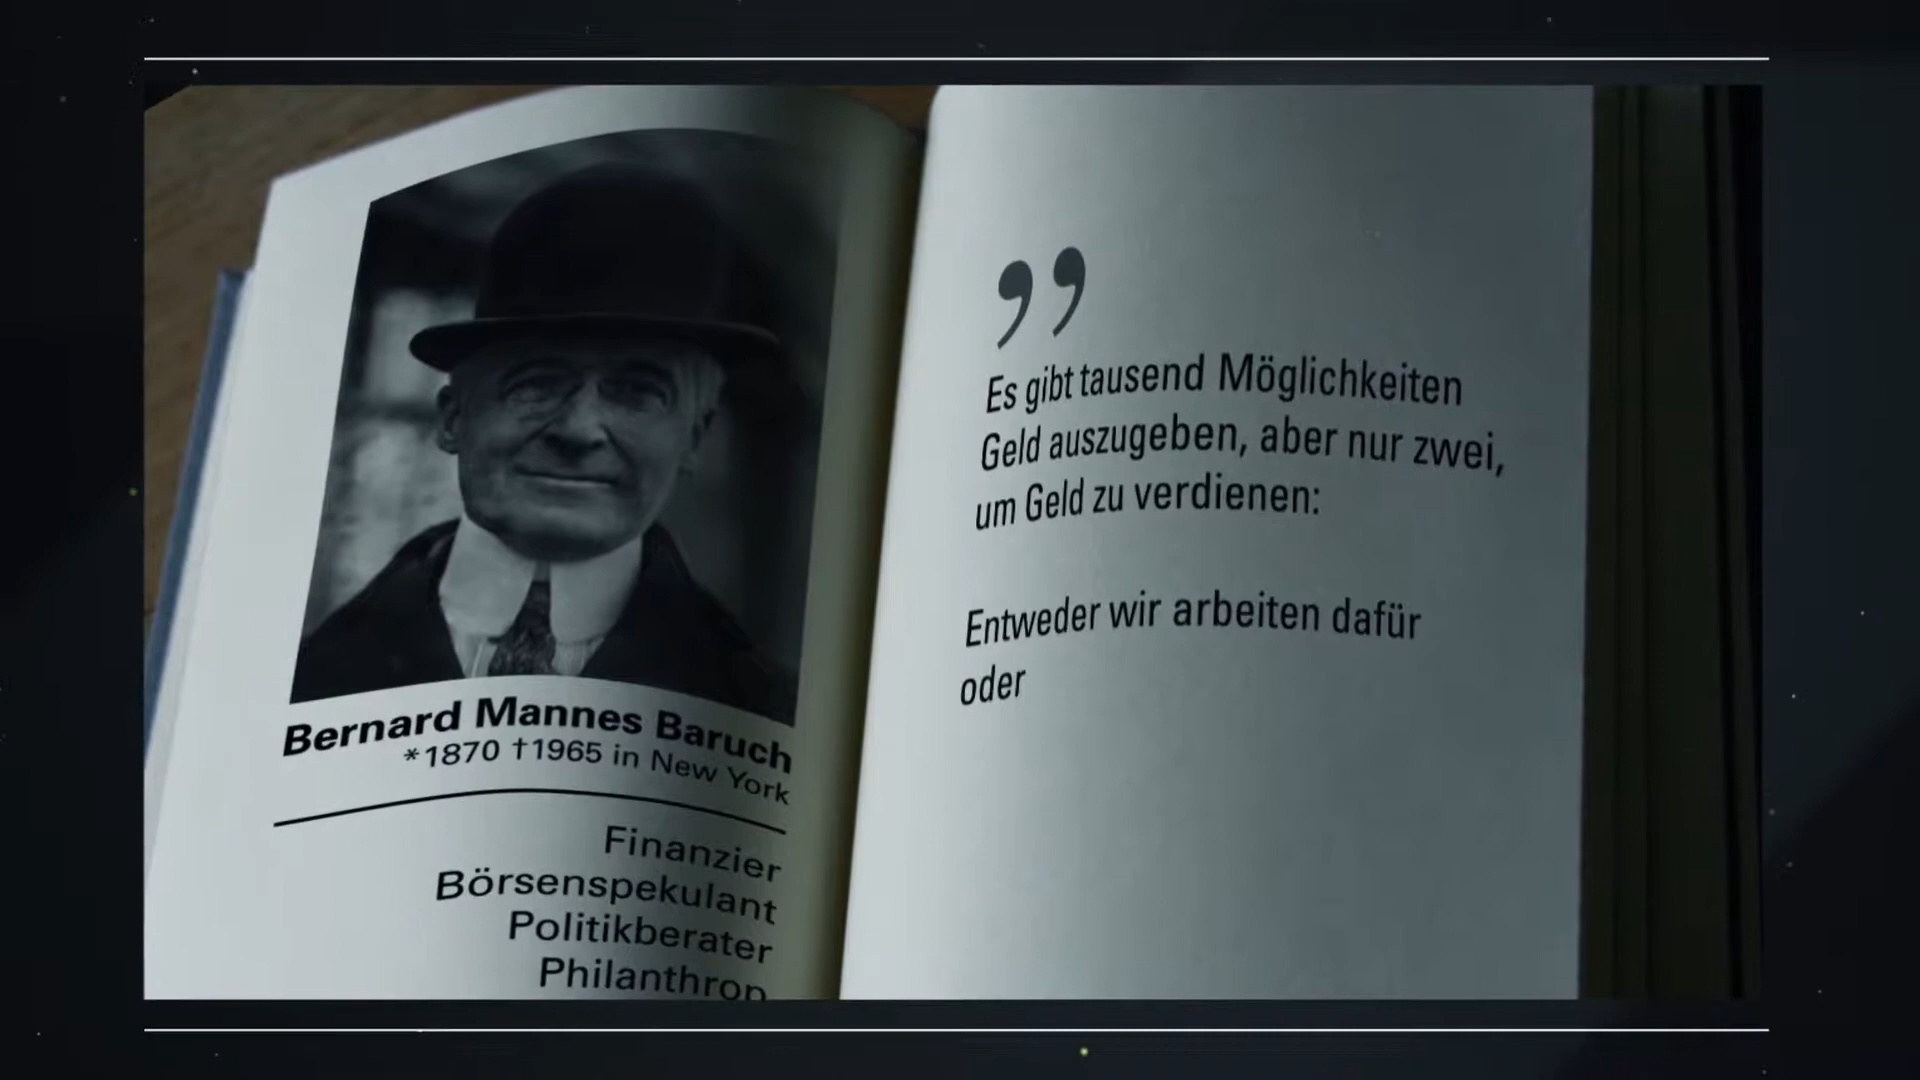 Bernard Mannes Baruch
*1870 †1965 in New York
Finanzier
Börsenspekulant
Politikberater
Philanthrop
”
Es gibt tausend Möglichkeiten
Geld auszugeben, aber nur zwei,
um Geld zu verdienen:
Entweder wir arbeiten dafür
oder